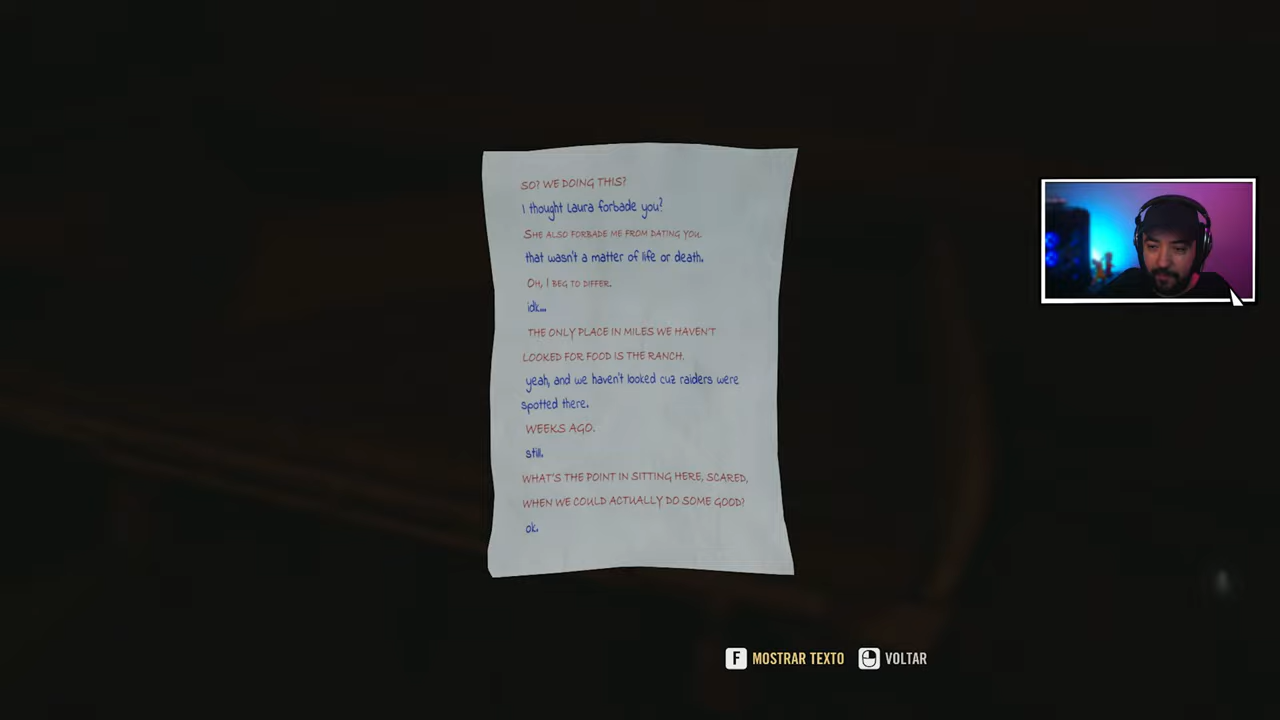 SO? WE DOING THIS?
I thought Laura forbade you?
SHE ALSO FORBADE ME FROM DATING YOU.
that wasn't a matter of life or death.
OH, I BEG TO DIFFER.
idk...
THE ONLY PLACE IN MILES WE HAVEN'T
LOOKED FOR FOOD IS THE RANCH.
yeah, and we haven't looked cuz raiders were
spotted there.
WEEKS AGO.
still.
WHAT'S THE POINT IN SITTING HERE, SCARED,
WHEN WE COULD ACTUALLY DO SOME GOOD?
ok.
F MOSTRAR TEXTO VOLTAR